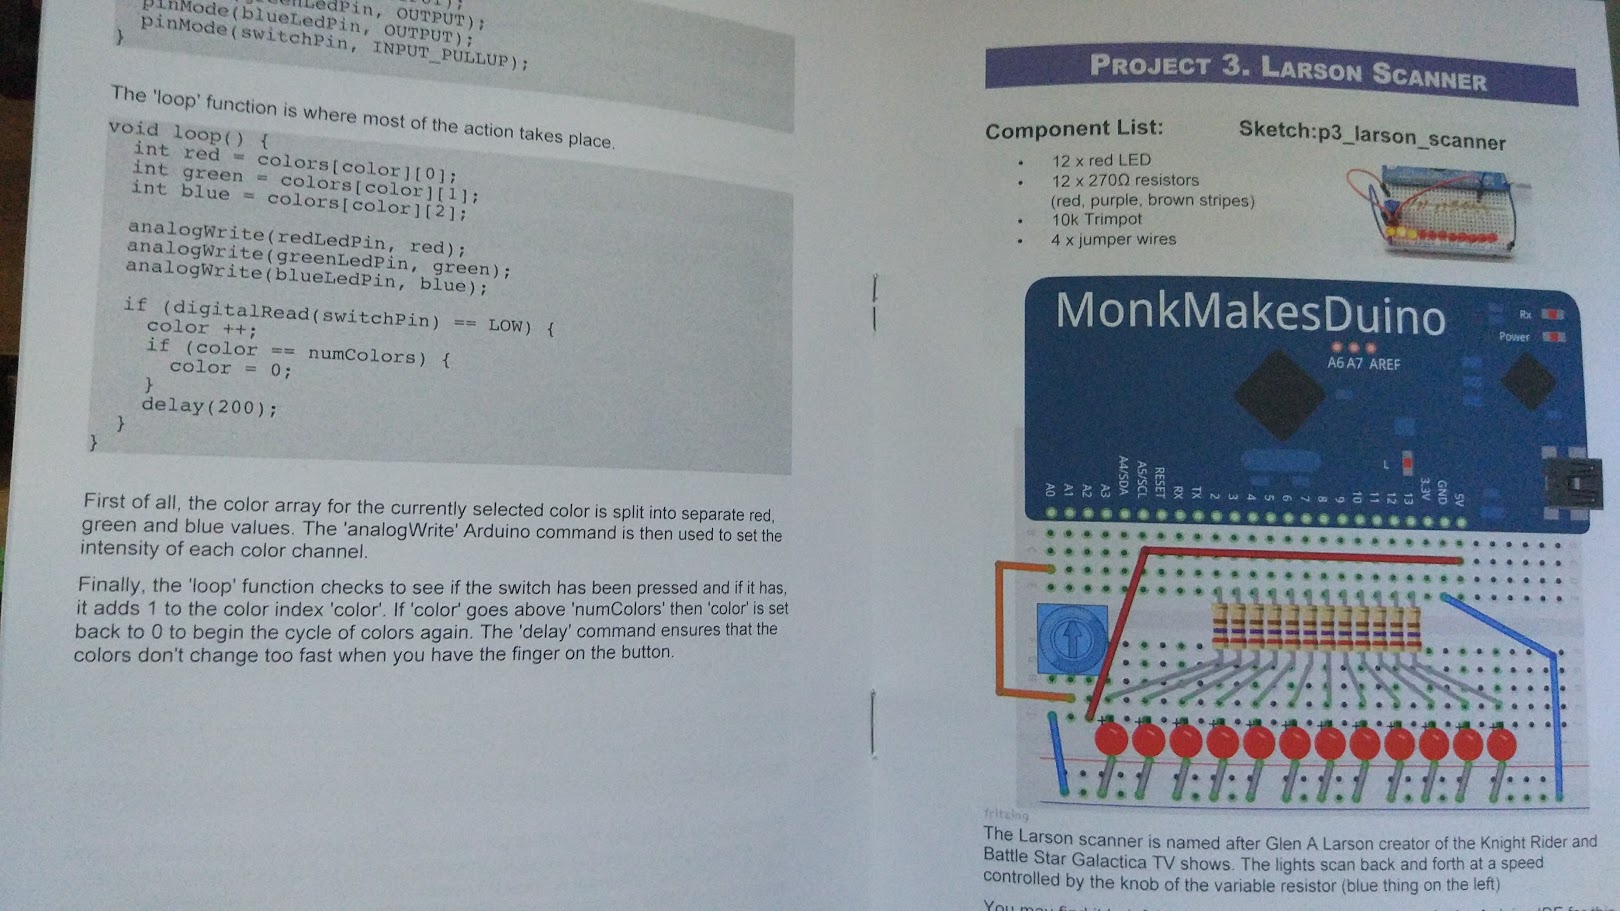 pinMode(blueLedPin, OUTPUT);
pinMode(switchPin, INPUT_PULLUP);
}
The 'loop' function is where most of the action takes place.
void loop() {
int red = colors[color][0];
int green = colors[color][1];
int blue = colors[color][2];
analogWrite(redLedPin, red);
analogWrite(greenLedPin, green);
analogWrite(blueLedPin, blue);
if (digitalRead(switchPin) == LOW) {
color ++;
if (color == numColors) {
color = 0;
}
delay(200);
}
}
First of all, the color array for the currently selected color is split into separate red,
green and blue values. The 'analogWrite' Arduino command is then used to set the
intensity of each color channel.
Finally, the 'loop' function checks to see if the switch has been pressed and if it has,
it adds 1 to the color index 'color'. If 'color' goes above 'numColors' then 'color' is set
back to 0 to begin the cycle of colors again. The 'delay' command ensures that the
colors don't change too fast when you have the finger on the button.
PROJECT 3. LARSON SCANNER
Component List: Sketch:p3_larson_scanner
• 12 x red LED
• 12 x 270Ω resistors
(red, purple, brown stripes)
• 10k Trimpot
• 4 x jumper wires
MonkMakesDuino
Rx
Power
A6 A7 AREF
L
A0 A1 A2 A3 A4/SDA A5/SCL RESET RX TX 2 3 4 5 6 7 8 9 10 11 12 13 3.3V GND 5V
fritzing
The Larson scanner is named after Glen A Larson creator of the Knight Rider and
Battle Star Galactica TV shows. The lights scan back and forth at a speed
controlled by the knob of the variable resistor (blue thing on the left)
You may